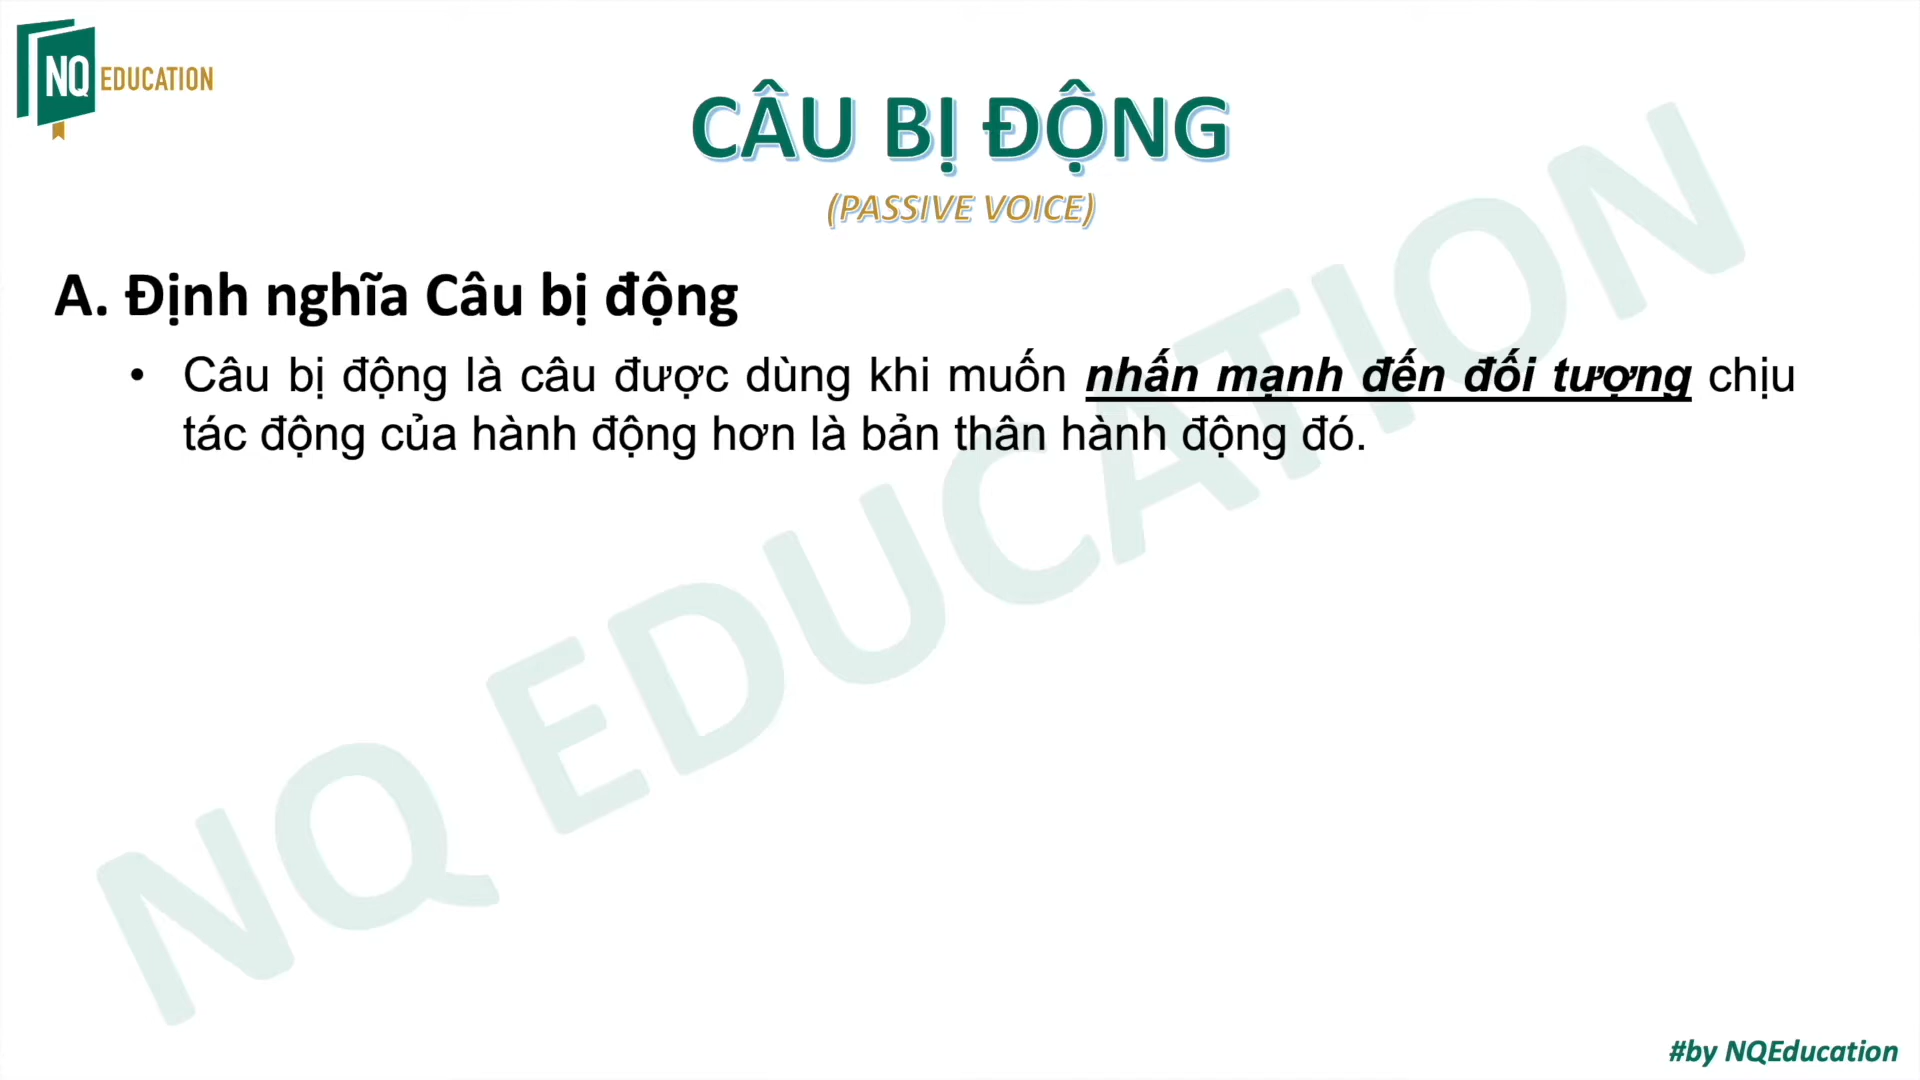 NQ EDUCATION
CÂU BỊ ĐỘNG
(PASSIVE VOICE)
A. Định nghĩa Câu bị động
• Câu bị động là câu được dùng khi muốn nhấn mạnh đến đối tượng chịu
tác động của hành động hơn là bản thân hành động đó.
NQ EDUCATION
#by NQEducation